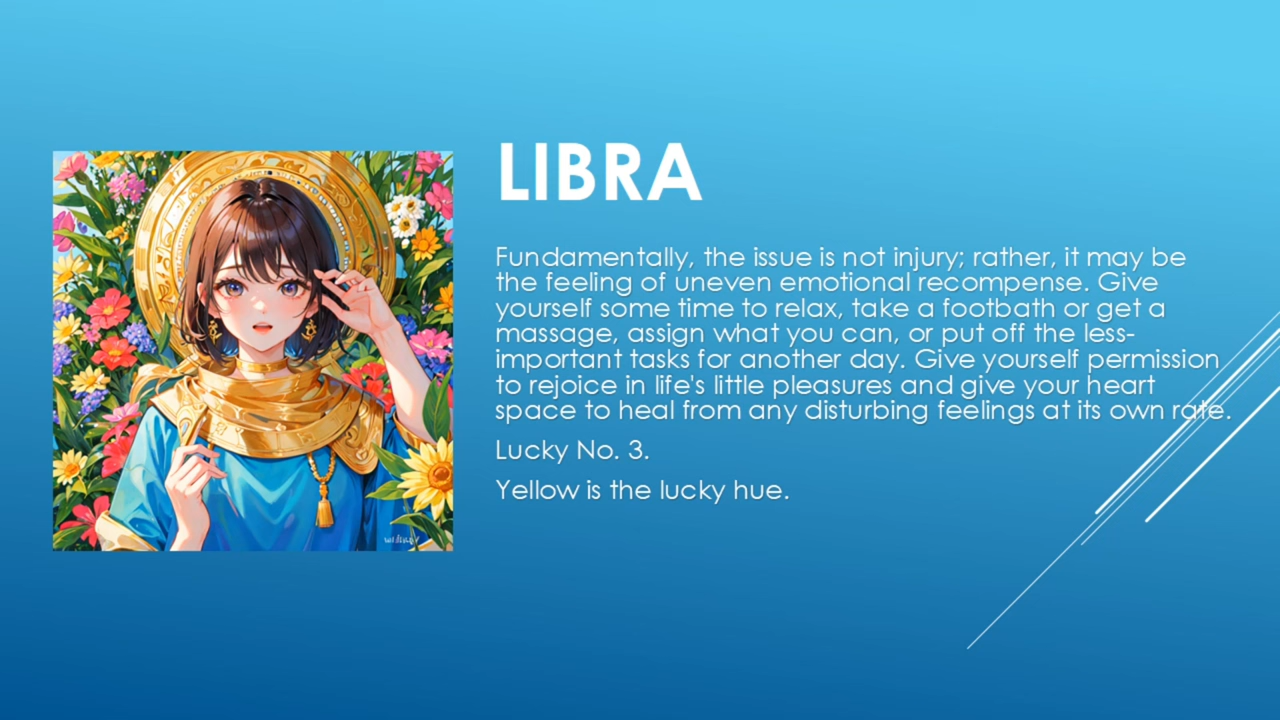 LIBRA
Fundamentally, the issue is not injury; rather, it may be
the feeling of uneven emotional recompense. Give
yourself some time to relax, take a footbath or get a
massage, assign what you can, or put off the less-
important tasks for another day. Give yourself permission
to rejoice in life's little pleasures and give your heart
space to heal from any disturbing feelings at its own rate.
Lucky No. 3.
Yellow is the lucky hue.